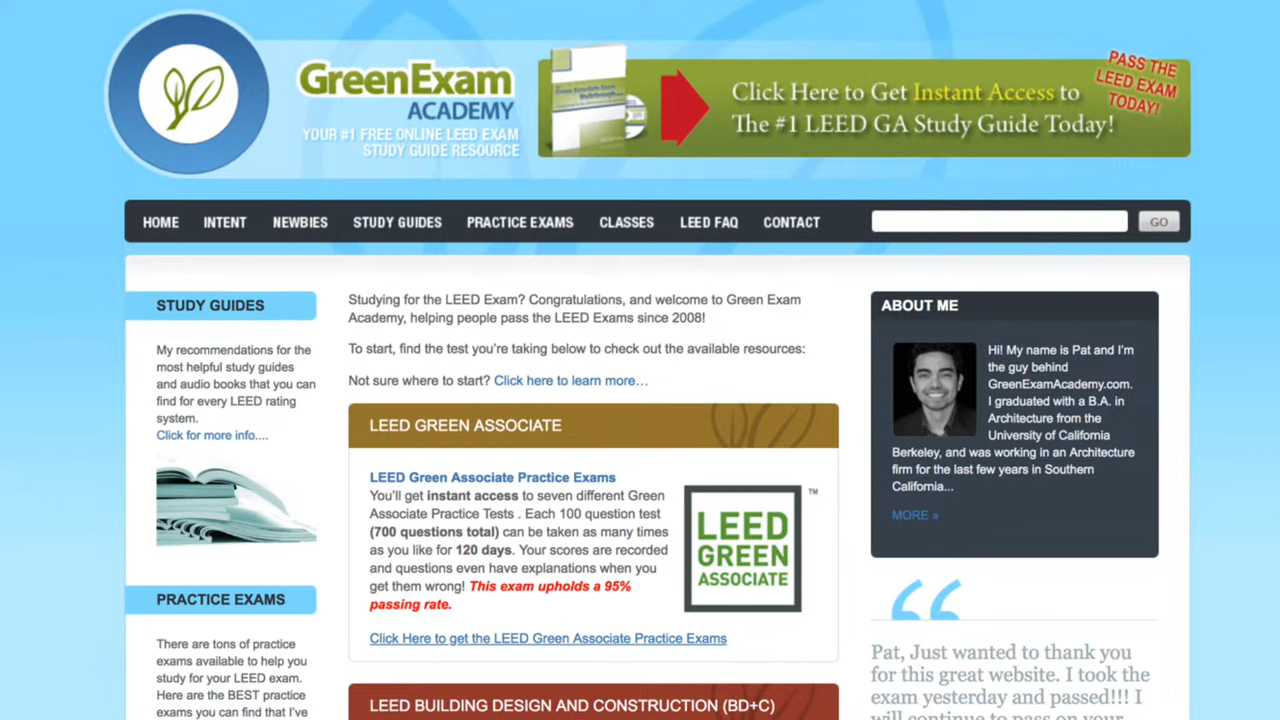 GreenExam
ACADEMY
YOUR #1 FREE ONLINE LEED EXAM
STUDY GUIDE RESOURCE
Click Here to Get Instant Access to
The #1 LEED GA Study Guide Today!
PASS THE
LEED EXAM
TODAY!
HOME INTENT NEWBIES STUDY GUIDES PRACTICE EXAMS CLASSES LEED FAQ CONTACT GO
STUDY GUIDES
My recommendations for the
most helpful study guides
and audio books that you can
find for every LEED rating
system.
Click for more info....
PRACTICE EXAMS
There are tons of practice
exams available to help you
study for your LEED exam.
Here are the BEST practice
exams you can find that I've
Studying for the LEED Exam? Congratulations, and welcome to Green Exam
Academy, helping people pass the LEED Exams since 2008!
To start, find the test you're taking below to check out the available resources:
Not sure where to start? Click here to learn more…
LEED GREEN ASSOCIATE
LEED Green Associate Practice Exams
You'll get instant access to seven different Green
Associate Practice Tests . Each 100 question test
(700 questions total) can be taken as many times
as you like for 120 days. Your scores are recorded
and questions even have explanations when you
get them wrong! This exam upholds a 95%
passing rate.
Click Here to get the LEED Green Associate Practice Exams
LEED
GREEN
ASSOCIATE
TM
LEED BUILDING DESIGN AND CONSTRUCTION (BD+C)
ABOUT ME
Hi! My name is Pat and I'm
the guy behind
GreenExamAcademy.com.
I graduated with a B.A. in
Architecture from the
University of California
Berkeley, and was working in an Architecture
firm for the last few years in Southern
California...
MORE »
Pat, Just wanted to thank you
for this great website. I took the
exam yesterday and passed!!! I
will continue to pass on your